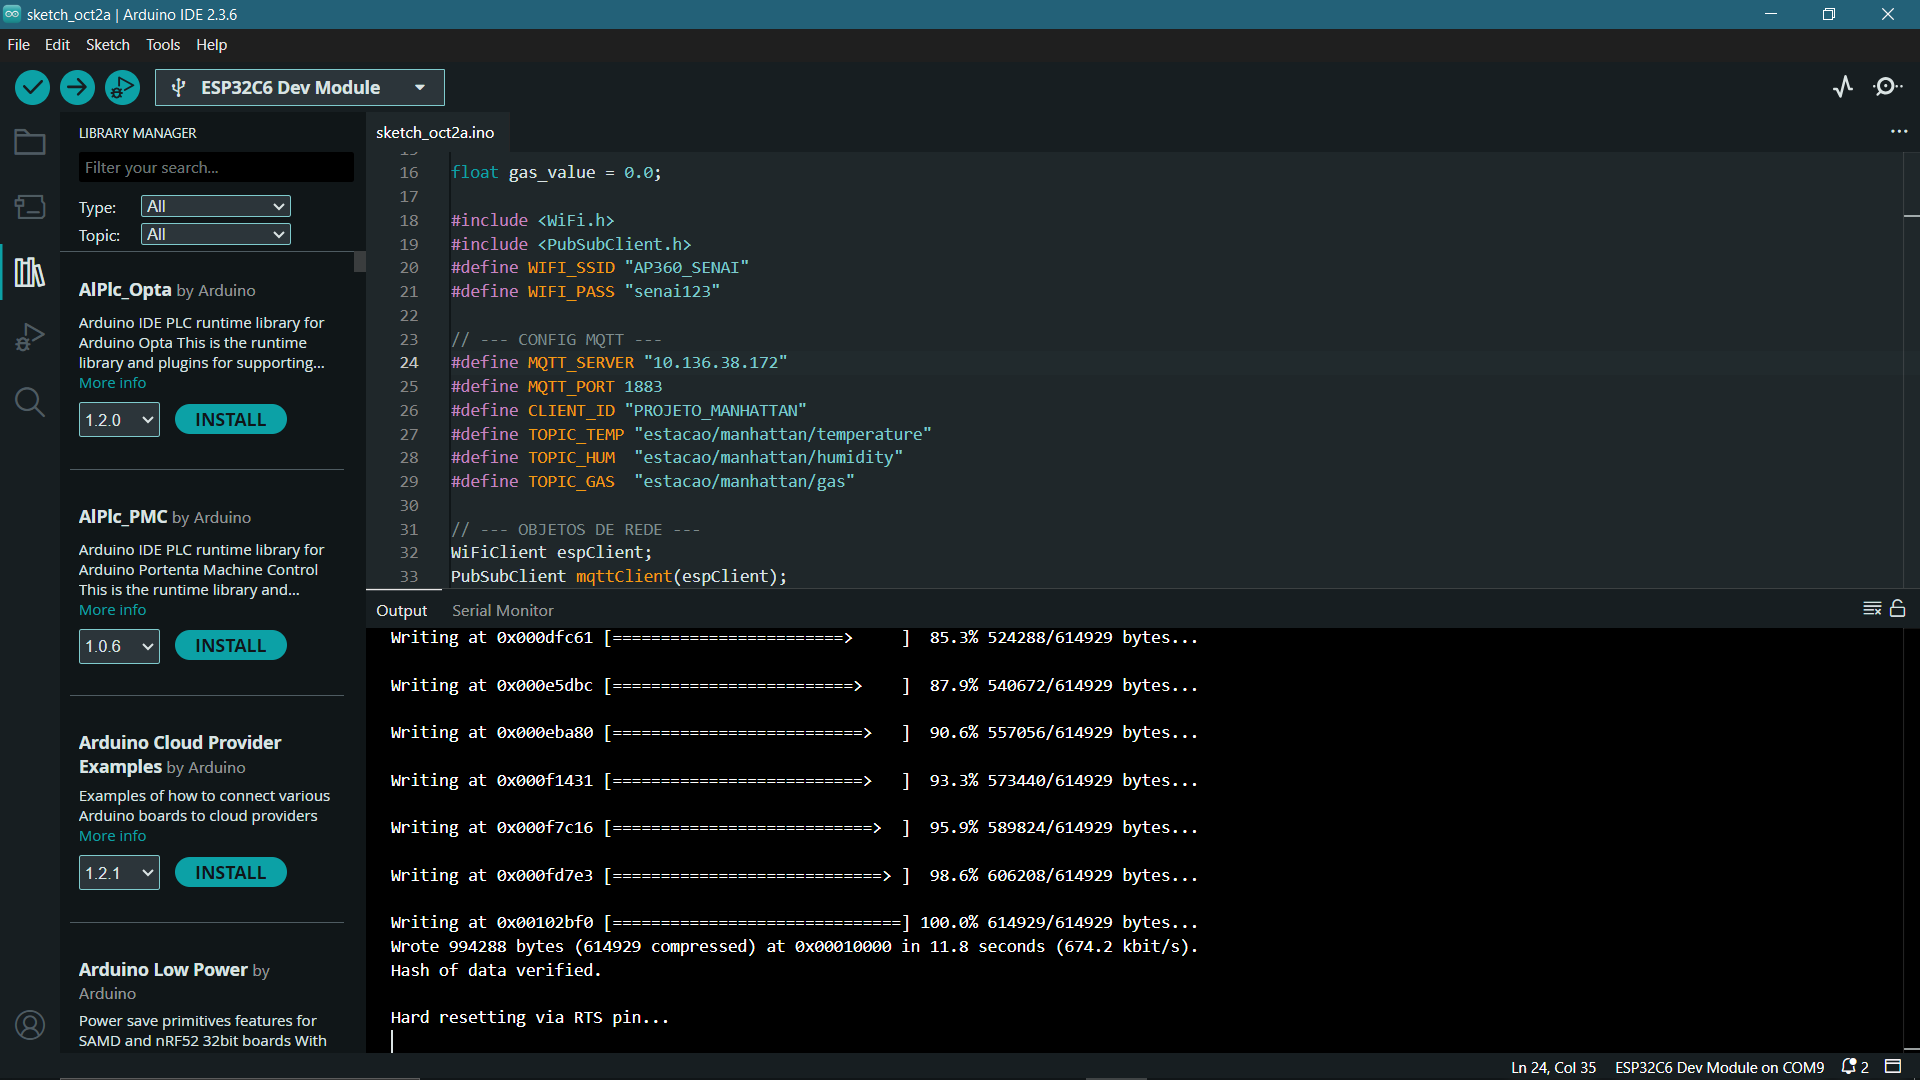 sketch_oct2a | Arduino IDE 2.3.6
File Edit Sketch Tools Help
ESP32C6 Dev Module
LIBRARY MANAGER
Filter your search...
Type: All
Topic: All
AlPlc_Opta by Arduino
Arduino IDE PLC runtime library for
Arduino Opta This is the runtime
library and plugins for supporting...
More info
1.2.0 INSTALL
AlPlc_PMC by Arduino
Arduino IDE PLC runtime library for
Arduino Portenta Machine Control
This is the runtime library and...
More info
1.0.6 INSTALL
Arduino Cloud Provider
Examples by Arduino
Examples of how to connect various
Arduino boards to cloud providers
More info
1.2.1 INSTALL
Arduino Low Power by
Arduino
Power save primitives features for
SAMD and nRF52 32bit boards With
sketch_oct2a.ino
16 float gas_value = 0.0;
17
18 #include <WiFi.h>
19 #include <PubSubClient.h>
20 #define WIFI_SSID "AP360_SENAI"
21 #define WIFI_PASS "senai123"
22
23 // --- CONFIG MQTT ---
24 #define MQTT_SERVER "10.136.38.172"
25 #define MQTT_PORT 1883
26 #define CLIENT_ID "PROJETO_MANHATTAN"
27 #define TOPIC_TEMP "estacao/manhattan/temperature"
28 #define TOPIC_HUM  "estacao/manhattan/humidity"
29 #define TOPIC_GAS  "estacao/manhattan/gas"
30
31 // --- OBJETOS DE REDE ---
32 WiFiClient espClient;
33 PubSubClient mqttClient(espClient);
Output Serial Monitor
Writing at 0x000dfc61 [========================>     ]  85.3% 524288/614929 bytes...
Writing at 0x000e5dbc [=========================>    ]  87.9% 540672/614929 bytes...
Writing at 0x000eba80 [==========================>   ]  90.6% 557056/614929 bytes...
Writing at 0x000f1431 [==========================>   ]  93.3% 573440/614929 bytes...
Writing at 0x000f7c16 [===========================>  ]  95.9% 589824/614929 bytes...
Writing at 0x000fd7e3 [============================> ]  98.6% 606208/614929 bytes...
Writing at 0x00102bf0 [==============================] 100.0% 614929/614929 bytes...
Wrote 994288 bytes (614929 compressed) at 0x00010000 in 11.8 seconds (674.2 kbit/s).
Hash of data verified.
Hard resetting via RTS pin...
Ln 24, Col 35 ESP32C6 Dev Module on COM9 2